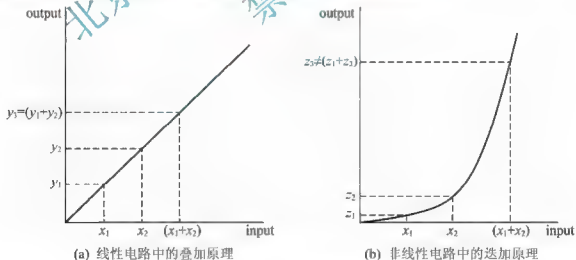 output
y₃=(y₁+y₂)
y₂
y₁
x₁ x₂ (x₁+x₂) input
(a) 线性电路中的叠加原理
output
z₃≠(z₁+z₂)
z₂
z₁
x₁ x₂ (x₁+x₂) input
(b) 非线性电路中的迭加原理